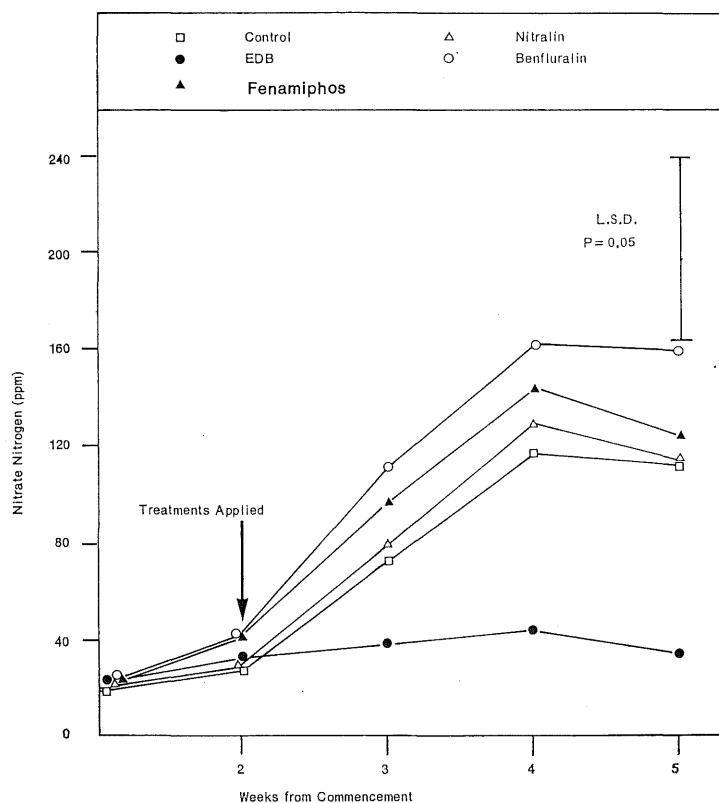 Control
Nitralin
EDB
Benfluralin
Fenamiphos
240
L.S.D.
P = 0.05
200
160
120
Treatments Applied
80
40
0
Nitrate Nitrogen (ppm)
2
3
4
5
Weeks from Commencement